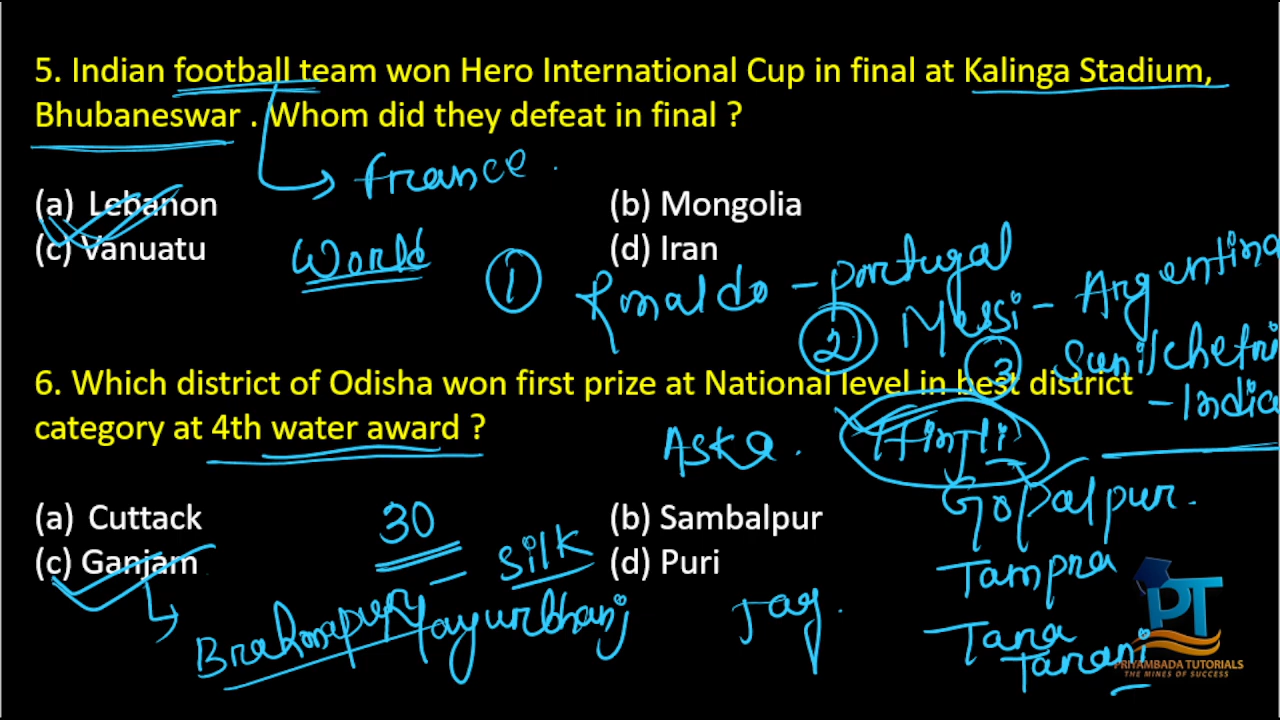 5. Indian football team won Hero International Cup in final at Kalinga Stadium,
Bhubaneswar . Whom did they defeat in final ?
france .
(a) Lebanon
(b) Mongolia
(c) Vanuatu
(d) Iran
World
1 Ronaldo - portugal
2 Messi - Argentina
3 Sunil Chetri
- India
6. Which district of Odisha won first prize at National level in best district
category at 4th water award ?
Aska .
Hinjli
Gopalpur .
(a) Cuttack
(b) Sambalpur
30
Silk
(c) Ganjam
(d) Puri
Tampra
Brahmapur
Mayurbhanj
Jag .
Tara
Tarani
PT
PRIYAMBADA TUTORIALS
THE MINES OF SUCCESS